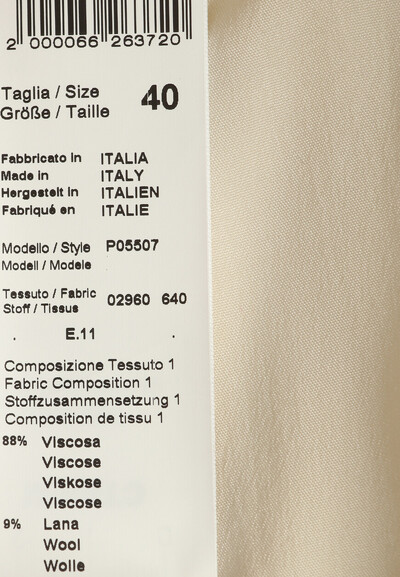 2 000066 263720
Taglia / Size 40
Größe / Taille
Fabbricato in ITALIA
Made in ITALY
Hergestelt in ITALIEN
Fabriqué en ITALIE
Modello / Style P05507
Modell / Modele
Tessuto / Fabric 02960 640
Stoff / Tissus
. E.11 .
Composizione Tessuto 1
Fabric Composition 1
Stoffzusammensetzung 1
Composition de tissu 1
88% Viscosa
Viscose
Viskose
Viscose
9% Lana
Wool
Wolle